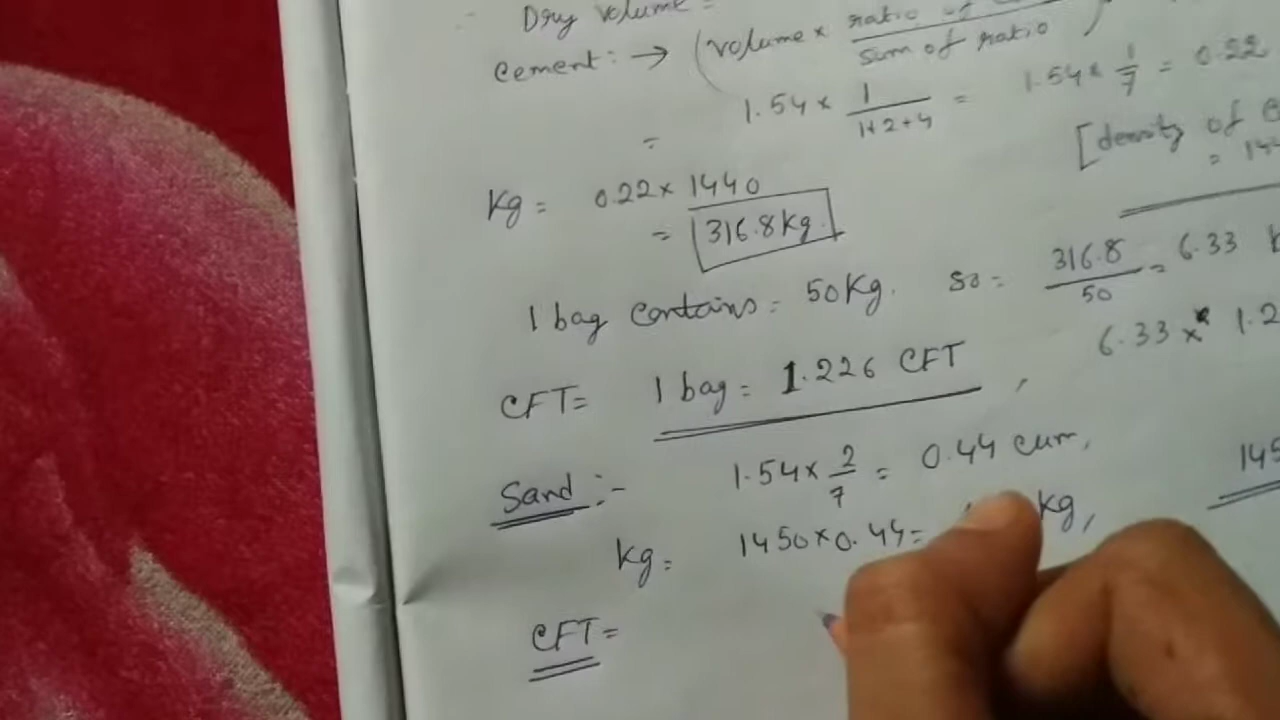 Dry volume =
cement: → (volume × ratio of
sum of ratio )
= 1.54 × 1/1+2+4 = 1.54 × 1/7 = 0.22
[density of
= 14
Kg = 0.22 × 1440
= 316.8 Kg.
1 bag contains = 50 Kg. so = 316.8/50 = 6.33
6.33 × 1.2
CFT = 1 bag = 1.226 CFT ,
Sand :- 1.54 × 2/7 = 0.44 cum,
145
Kg = 1450 × 0.44 = Kg,
CFT =